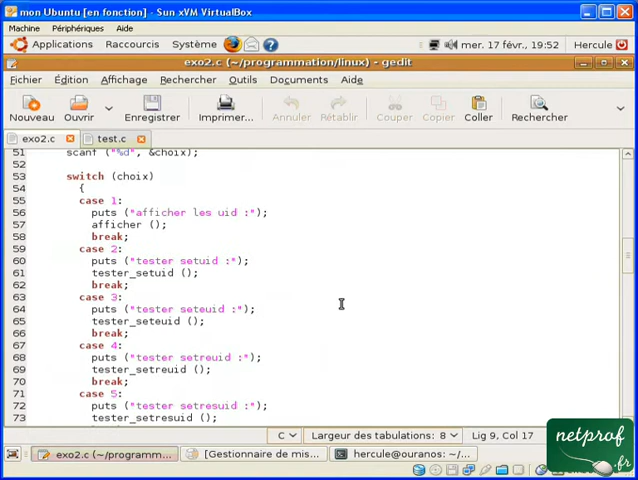 mon Ubuntu [en fonction] - Sun xVM VirtualBox
Machine Périphériques Aide
Applications Raccourcis Système mer. 17 févr., 19:52 Hercule
exo2.c (~/programmation/linux) - gedit
Fichier Édition Affichage Rechercher Outils Documents Aide
Nouveau Ouvrir Enregistrer Imprimer... Annuler Rétablir Couper Copier Coller Rechercher
exo2.c test.c
51 scanf ("%d", &choix);
52
53 switch (choix)
54 {
55 case 1:
56 puts ("afficher les uid :");
57 afficher ();
58 break;
59 case 2:
60 puts ("tester setuid :");
61 tester_setuid ();
62 break;
63 case 3:
64 puts ("tester seteuid :");
65 tester_seteuid ();
66 break;
67 case 4:
68 puts ("tester setreuid :");
69 tester_setreuid ();
70 break;
71 case 5:
72 puts ("tester setresuid :");
73 tester_setresuid ();
C Largeur des tabulations: 8 Lig 9, Col 17
exo2.c (~/programm... [Gestionnaire de mis... hercule@ouranos: ~/...
netprof
.fr